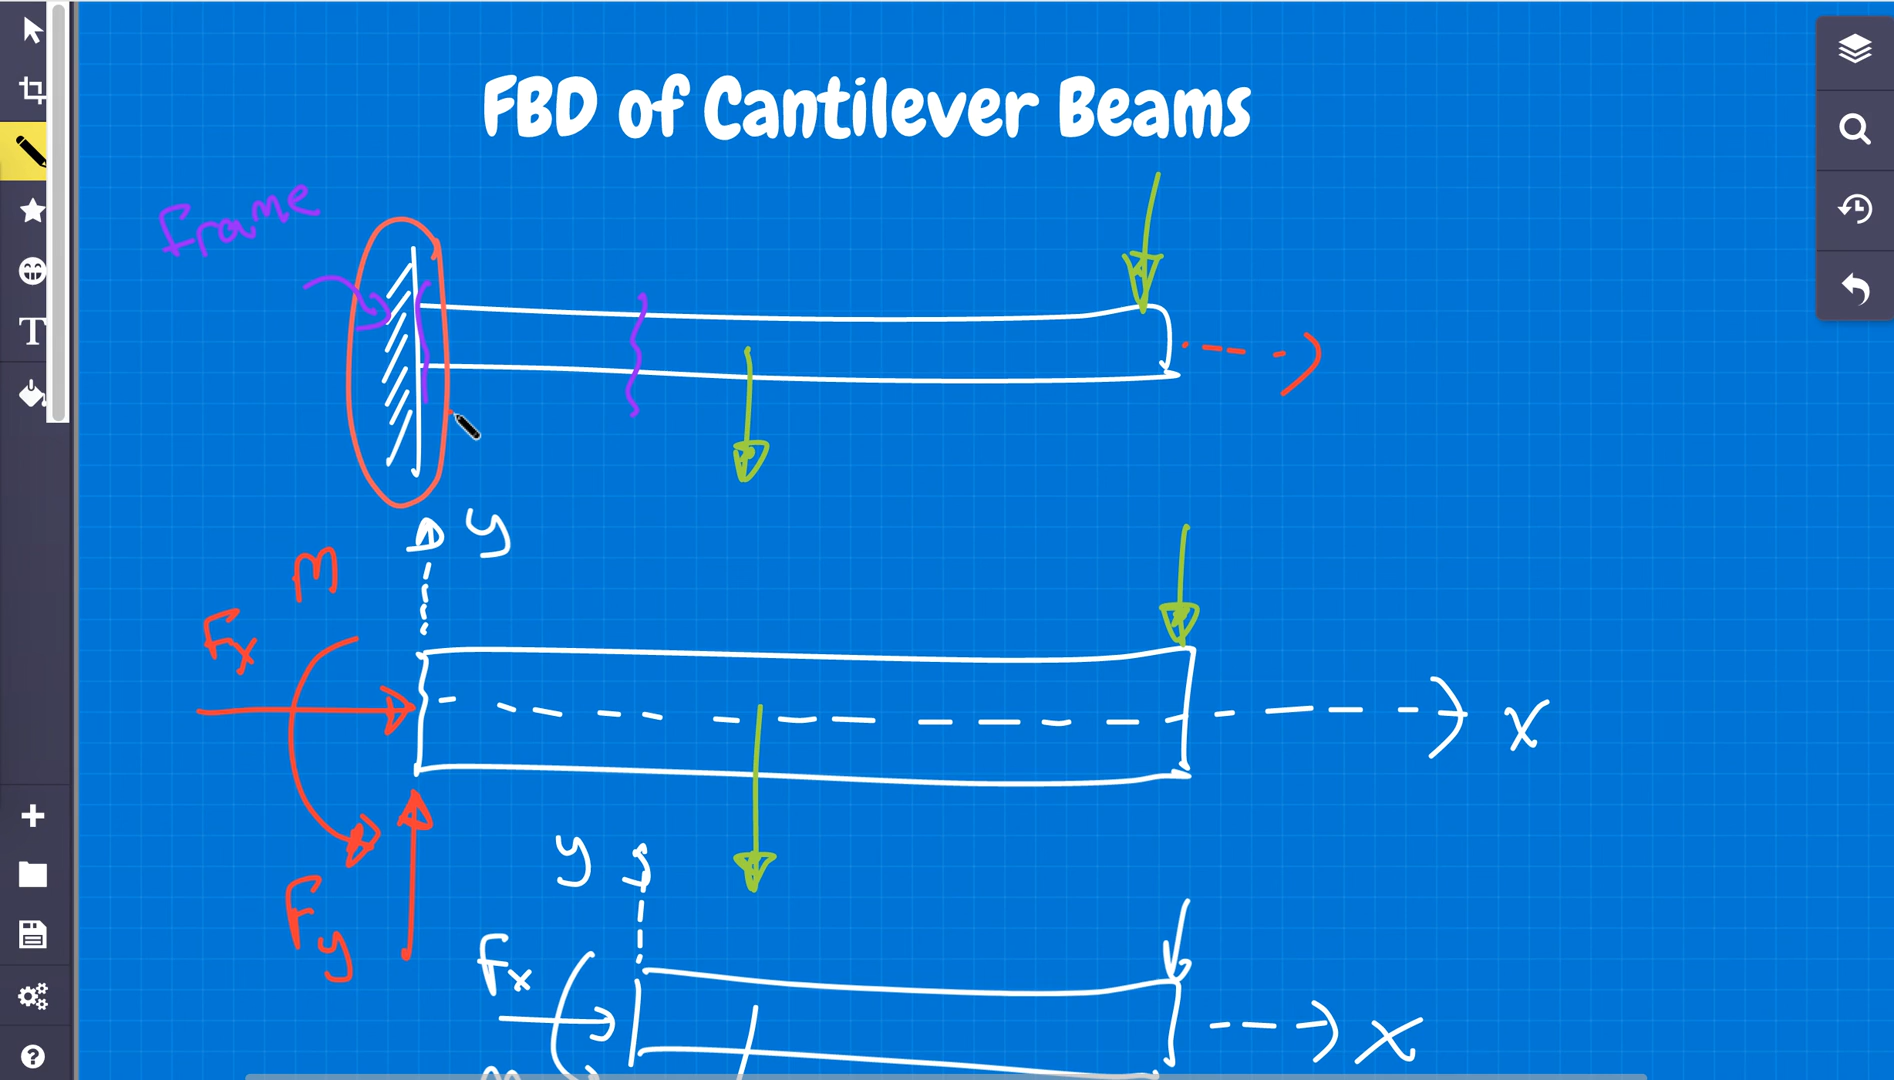 FBD of Cantilever Beams
Frame
y
M
Fx
x
Fy
y
Fx
x